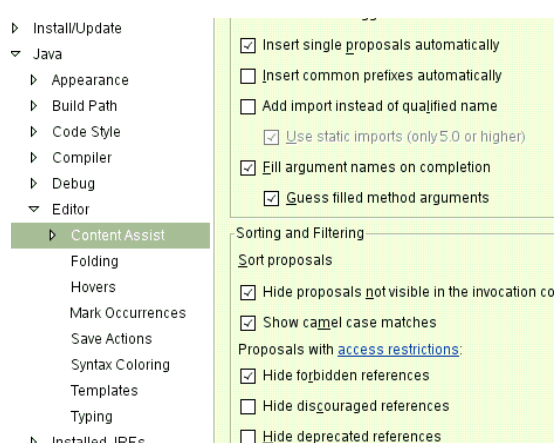 Install/Update
Java
Appearance
Build Path
Code Style
Compiler
Debug
Editor
Content Assist
Folding
Hovers
Mark Occurrences
Save Actions
Syntax Coloring
Templates
Typing
Installed JREs
Insert single proposals automatically
Insert common prefixes automatically
Add import instead of qualified name
Use static imports (only 5.0 or higher)
Fill argument names on completion
Guess filled method arguments
Sorting and Filtering
Sort proposals
Hide proposals not visible in the invocation co
Show camel case matches
Proposals with access restrictions:
Hide forbidden references
Hide discouraged references
Hide deprecated references